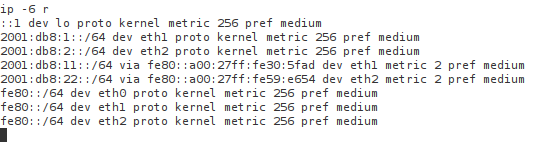 ip -6 r
::1 dev lo proto kernel metric 256 pref medium
2001:db8:1::/64 dev eth1 proto kernel metric 256 pref medium
2001:db8:2::/64 dev eth2 proto kernel metric 256 pref medium
2001:db8:11::/64 via fe80::a00:27ff:fe30:5fad dev eth1 metric 2 pref medium
2001:db8:22::/64 via fe80::a00:27ff:fe59:e654 dev eth2 metric 2 pref medium
fe80::/64 dev eth0 proto kernel metric 256 pref medium
fe80::/64 dev eth1 proto kernel metric 256 pref medium
fe80::/64 dev eth2 proto kernel metric 256 pref medium